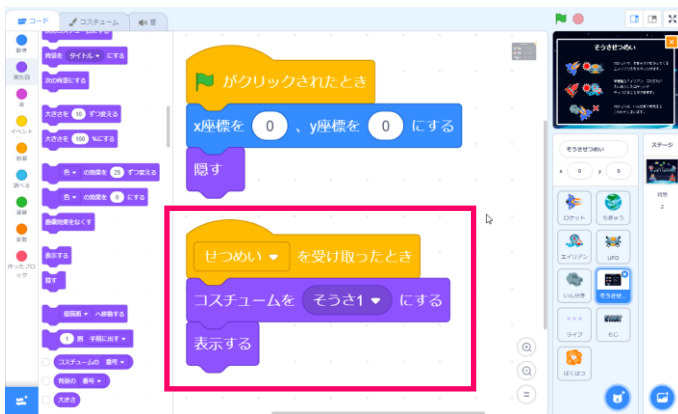 コード
コスチューム
音
動き
見た目
音
イベント
制御
調べる
演算
変数
作ったブロック
背景を タイトル にする
次の背景にする
大きさを 10 ずつ変える
大きさを 100 %にする
色 の効果を 25 ずつ変える
色 の効果を 0 にする
画像効果をなくす
表示する
隠す
最前面 へ移動する
1 層 手前に出す
コスチュームの 番号
背景の 番号
大きさ
がクリックされたとき
x座標を 0 、y座標を 0 にする
隠す
せつめい を受け取ったとき
コスチュームを そうさ1 にする
表示する
そうさせつめい
そうさせつめい
ステージ
x 0 y 0
背景
2
ロケット
ちきゅう
エイリアン
UFO
いんせき
そうさせ...
ライフ
もじ
ばくはつ